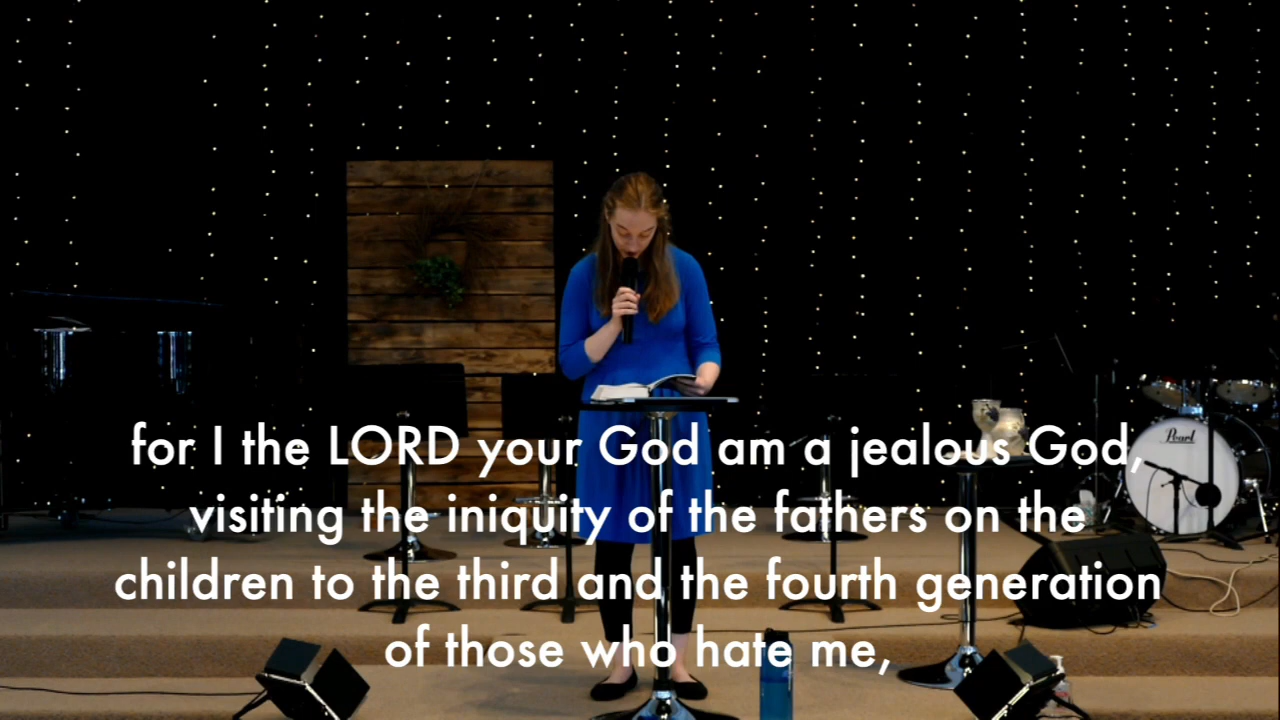 for I the LORD your God am a jealous God,
visiting the iniquity of the fathers on the
children to the third and the fourth generation
of those who hate me,
Pearl